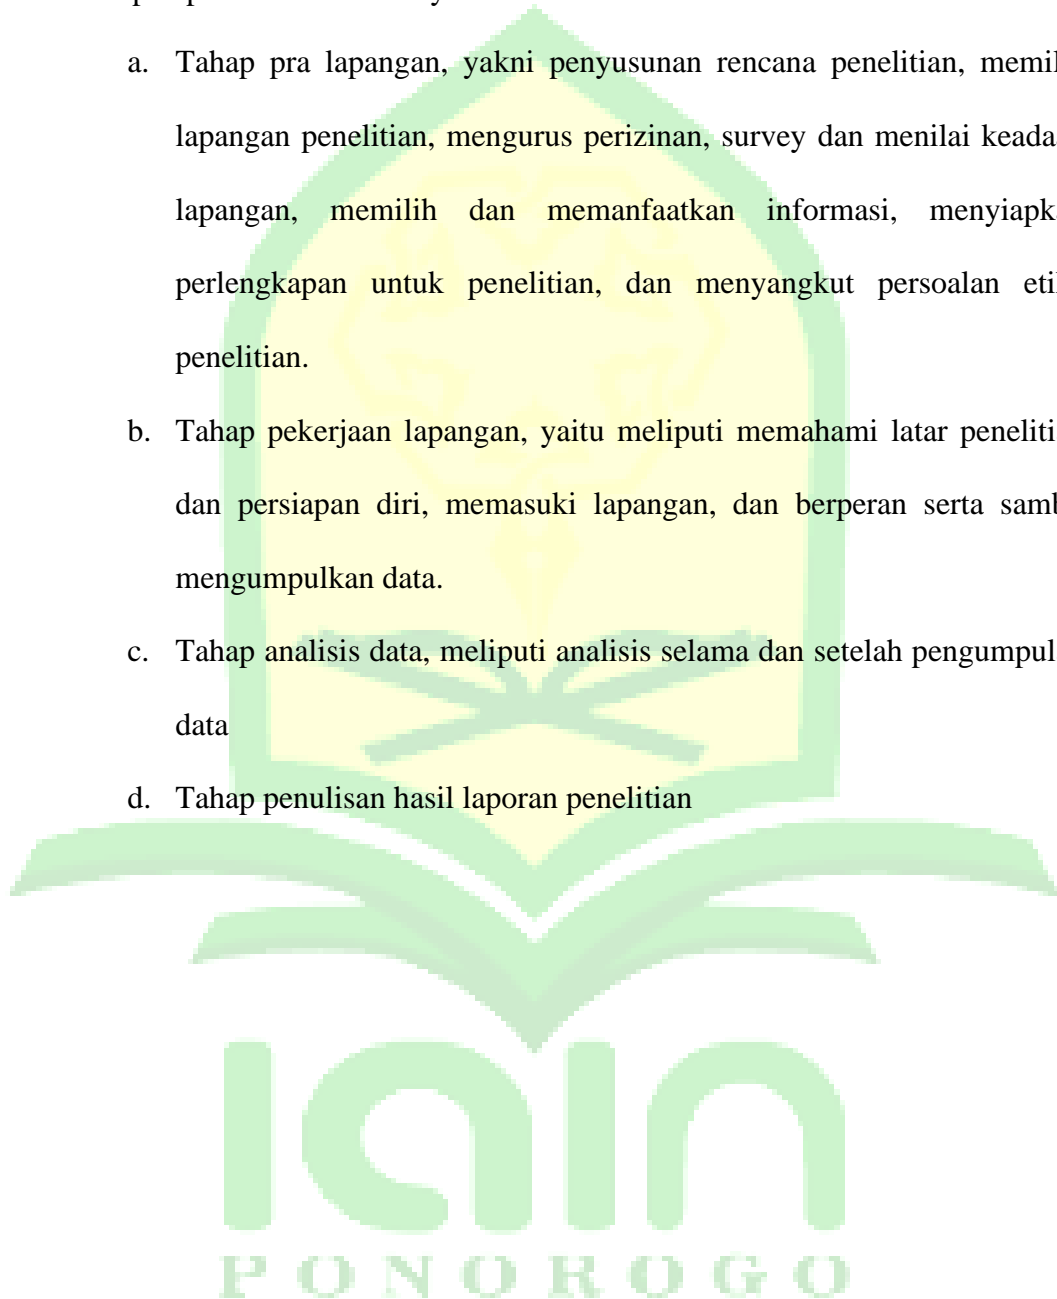 a. Tahap pra lapangan, yakni penyusunan rencana penelitian, memil
lapangan penelitian, mengurus perizinan, survey dan menilai keada
lapangan, memilih dan memanfaatkan informasi, menyiapka
perlengkapan untuk penelitian, dan menyangkut persoalan eti
penelitian.
b. Tahap pekerjaan lapangan, yaitu meliputi memahami latar peneliti
dan persiapan diri, memasuki lapangan, dan berperan serta samb
mengumpulkan data.
c. Tahap analisis data, meliputi analisis selama dan setelah pengumpul
data
d. Tahap penulisan hasil laporan penelitian
iain
PONOROGO